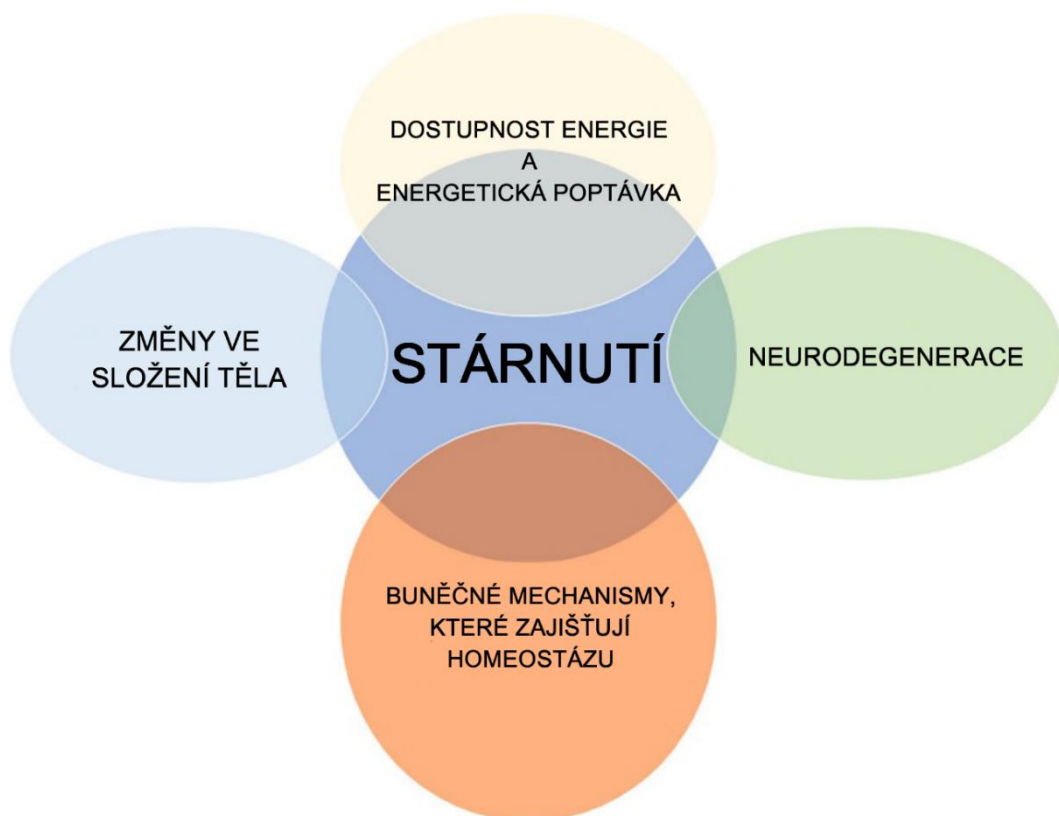 DOSTUPNOST ENERGIE
A
ENERGETICKÁ POPTÁVKA
ZMĚNY VE
SLOŽENÍ TĚLA
STÁRNUTÍ
NEURODEGENERACE
BUNĚČNÉ MECHANISMY,
KTERÉ ZAJIŠŤUJÍ
HOMEOSTÁZU